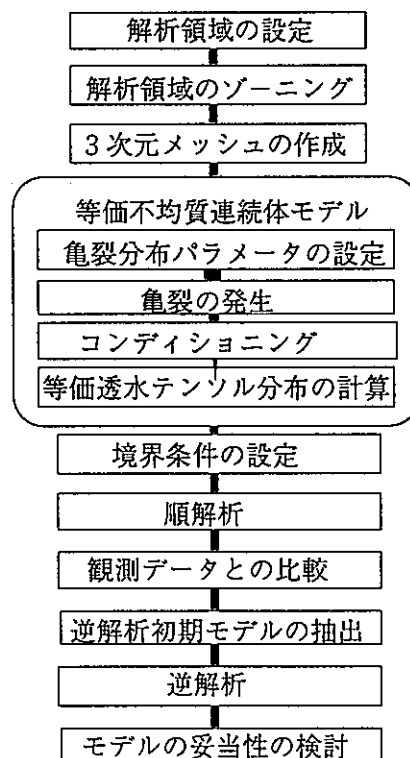 解析領域の設定
解析領域のゾーニング
3次元メッシュの作成
等価不均質連続体モデル
亀裂分布パラメータの設定
亀裂の発生
コンディショニング
等価透水テンソル分布の計算
境界条件の設定
順解析
観測データとの比較
逆解析初期モデルの抽出
逆解析
モデルの妥当性の検討